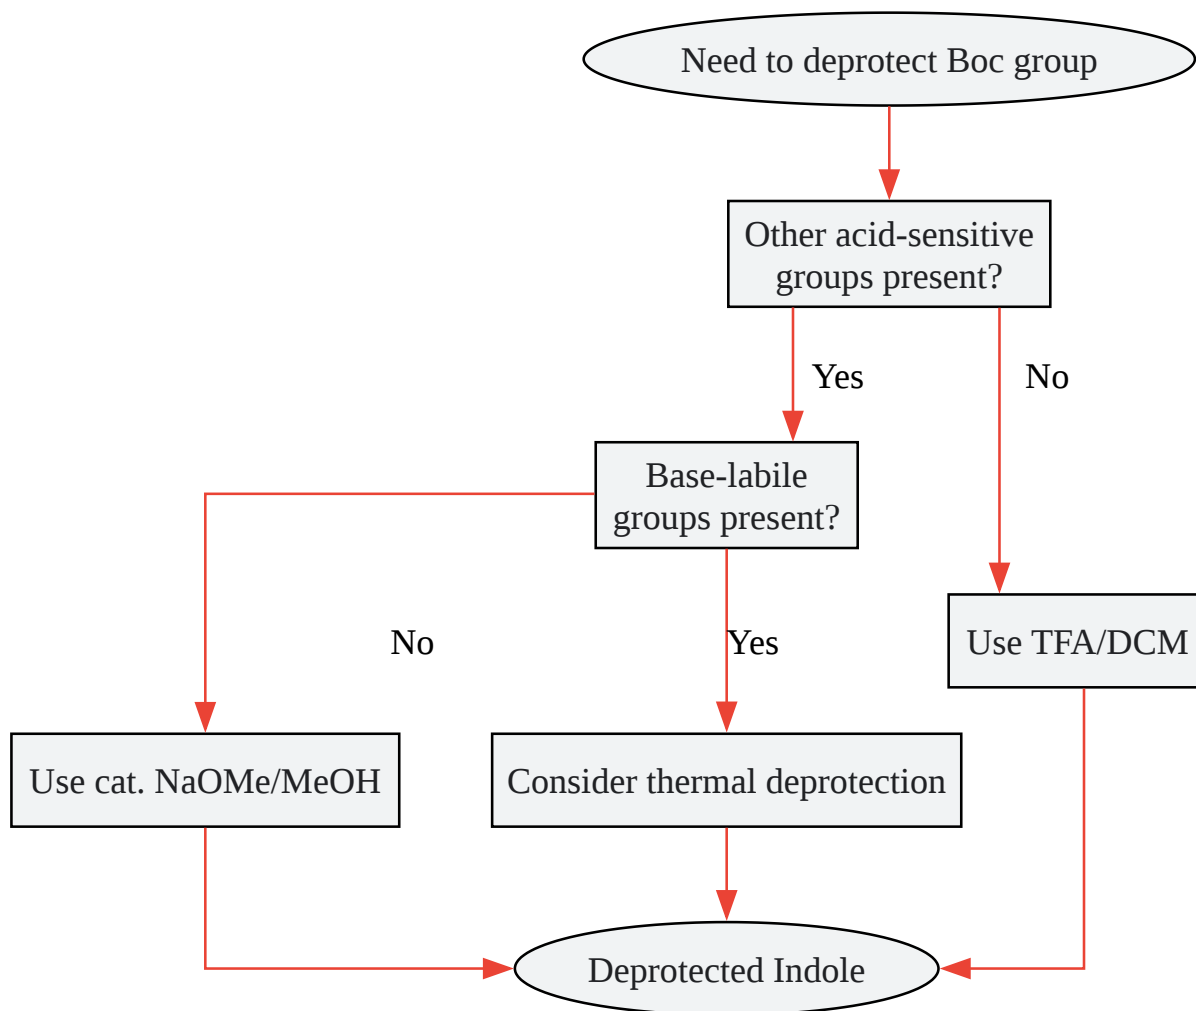 Need to deprotect Boc group
Other acid-sensitive
groups present?
Yes
No
Base-labile
groups present?
No
Yes
Use TFA/DCM
Use cat. NaOMe/MeOH
Consider thermal deprotection
Deprotected Indole